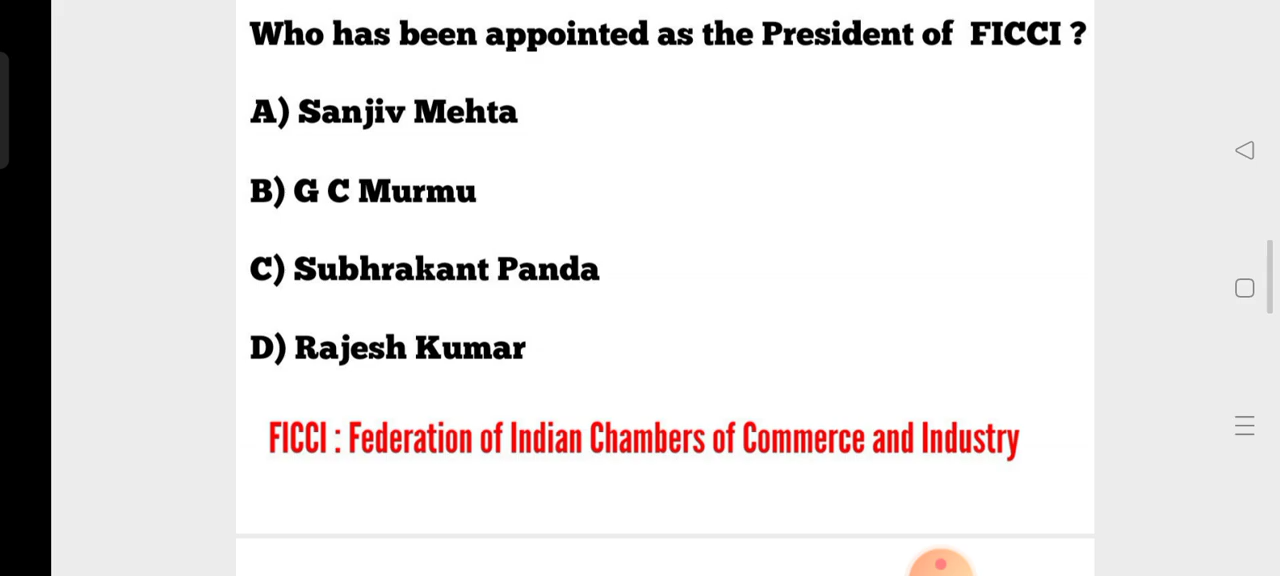 Who has been appointed as the President of FICCI ?
A) Sanjiv Mehta
B) G C Murmu
C) Subhrakant Panda
D) Rajesh Kumar
FICCI : Federation of Indian Chambers of Commerce and Industry